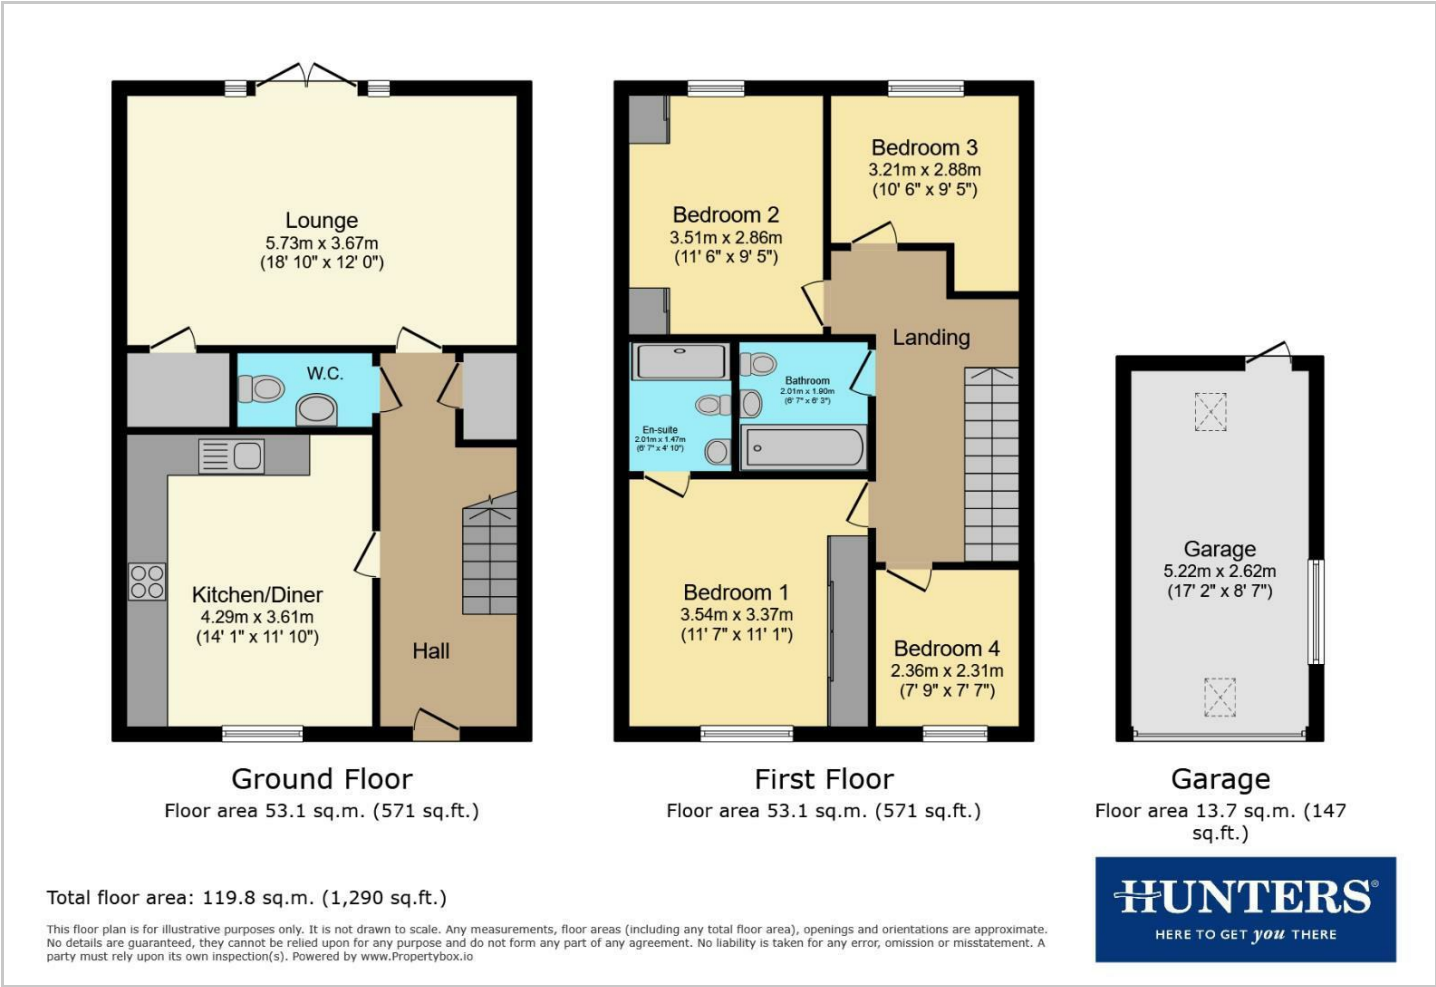 Lounge
5.73m x 3.67m
(18' 10" x 12' 0")
W.C.
Kitchen/Diner
4.29m x 3.61m
(14' 1" x 11' 10")
Hall
Ground Floor
Floor area 53.1 sq.m. (571 sq.ft.)
Bedroom 2
3.51m x 2.86m
(11' 6" x 9' 5")
Bedroom 3
3.21m x 2.88m
(10' 6" x 9' 5")
Landing
Bathroom
2.01m x 1.90m
(6' 7" x 6' 3")
En-suite
2.01m x 1.47m
(6' 7" x 4' 10")
Bedroom 1
3.54m x 3.37m
(11' 7" x 11' 1")
Bedroom 4
2.36m x 2.31m
(7' 9" x 7' 7")
First Floor
Floor area 53.1 sq.m. (571 sq.ft.)
Garage
5.22m x 2.62m
(17' 2" x 8' 7")
Garage
Floor area 13.7 sq.m. (147
sq.ft.)
Total floor area: 119.8 sq.m. (1,290 sq.ft.)
This floor plan is for illustrative purposes only. It is not drawn to scale. Any measurements, floor areas (including any total floor area), openings and orientations are approximate.
No details are guaranteed, they cannot be relied upon for any purpose and do not form any part of any agreement. No liability is taken for any error, omission or misstatement. A
party must rely upon its own inspection(s). Powered by www.Propertybox.io
HUNTERS®
HERE TO GET you THERE